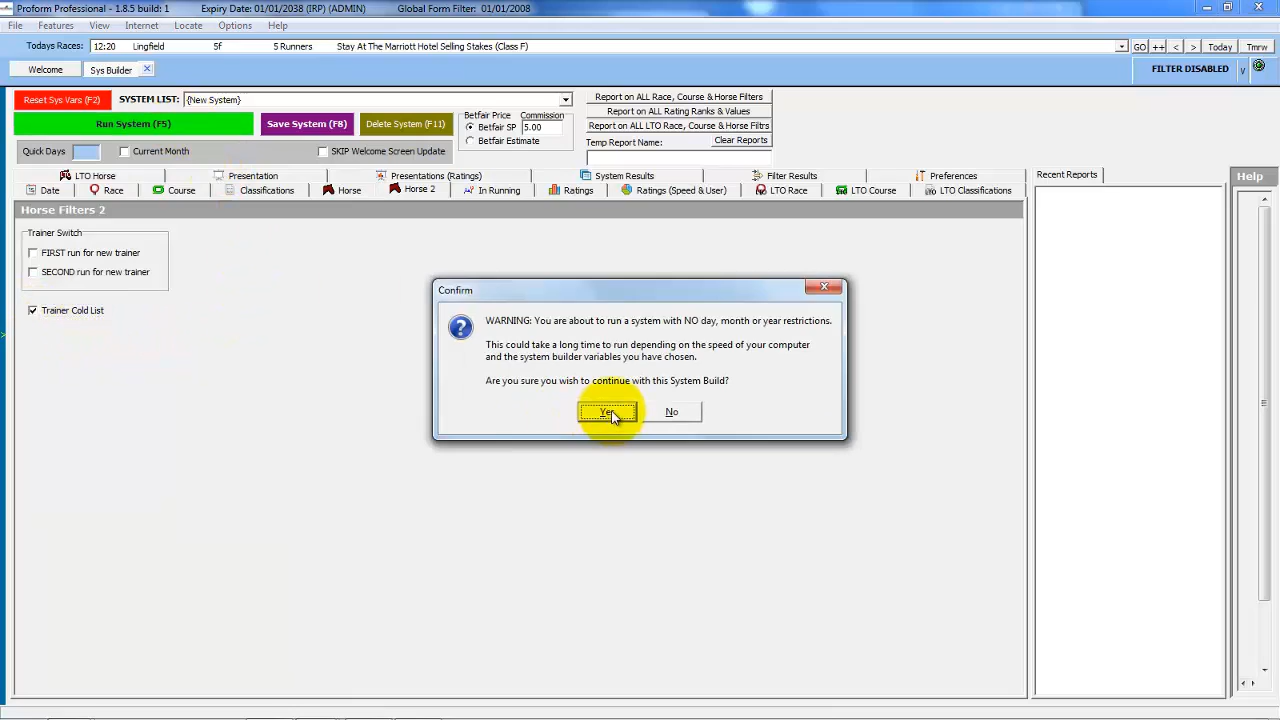 Proform Professional - 1.8.5 build: 1 Expiry Date: 01/01/2038 (IRP) (ADMIN) Global Form Filter: 01/01/2008
File Features View Internet Locate Options Help
Todays Races: 12:20 Lingfield 5f 5 Runners Stay At The Marriott Hotel Selling Stakes (Class F) GO ++ < > Today Tmrw
Welcome Sys Builder FILTER DISABLED
Reset Sys Vars (F2) SYSTEM LIST: {New System}
Run System (F5) Save System (F8) Delete System (F11)
Betfair Price Commission
Betfair SP 5.00
Betfair Estimate
Report on ALL Race, Course & Horse Filters
Report on ALL Rating Ranks & Values
Report on ALL LTO Race, Course & Horse Filtrs
Temp Report Name: Clear Reports
Quick Days Current Month SKIP Welcome Screen Update
LTO Horse Presentation Presentations (Ratings) System Results Filter Results Preferences
Date Race Course Classifications Horse Horse 2 In Running Ratings Ratings (Speed & User) LTO Race LTO Course LTO Classifications
Recent Reports
Help
Horse Filters 2
Trainer Switch
FIRST run for new trainer
SECOND run for new trainer
Trainer Cold List
Confirm
WARNING: You are about to run a system with NO day, month or year restrictions.
This could take a long time to run depending on the speed of your computer
and the system builder variables you have chosen.
Are you sure you wish to continue with this System Build?
Yes No